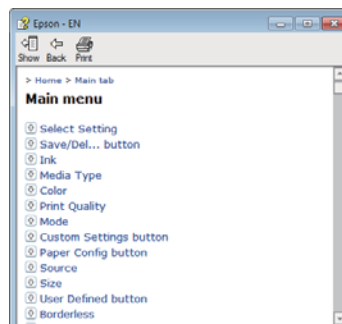 Epson - EN
Show Back Print
> Home > Main tab
Main menu
Select Setting
Save/Del... button
Ink
Media Type
Color
Print Quality
Mode
Custom Settings button
Paper Config button
Source
Size
User Defined button
Borderless